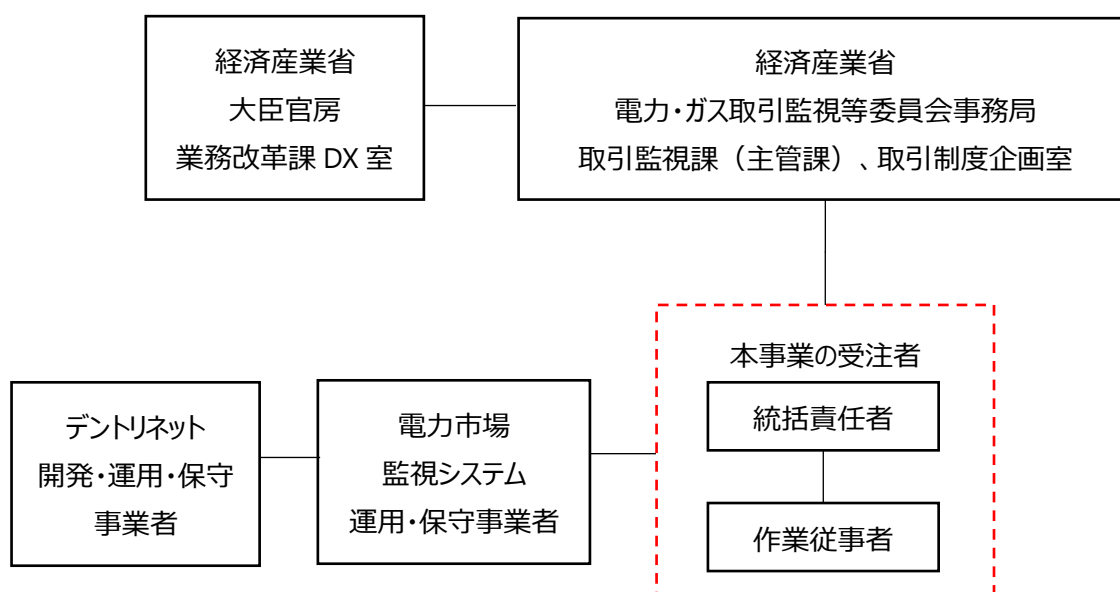 経済産業省
大臣官房
業務改革課 DX 室
経済産業省
電力・ガス取引監視等委員会事務局
取引監視課（主管課）、取引制度企画室
本事業の受注者
統括責任者
作業従事者
電力市場
監視システム
運用・保守事業者
デントリネット
開発・運用・保守
事業者